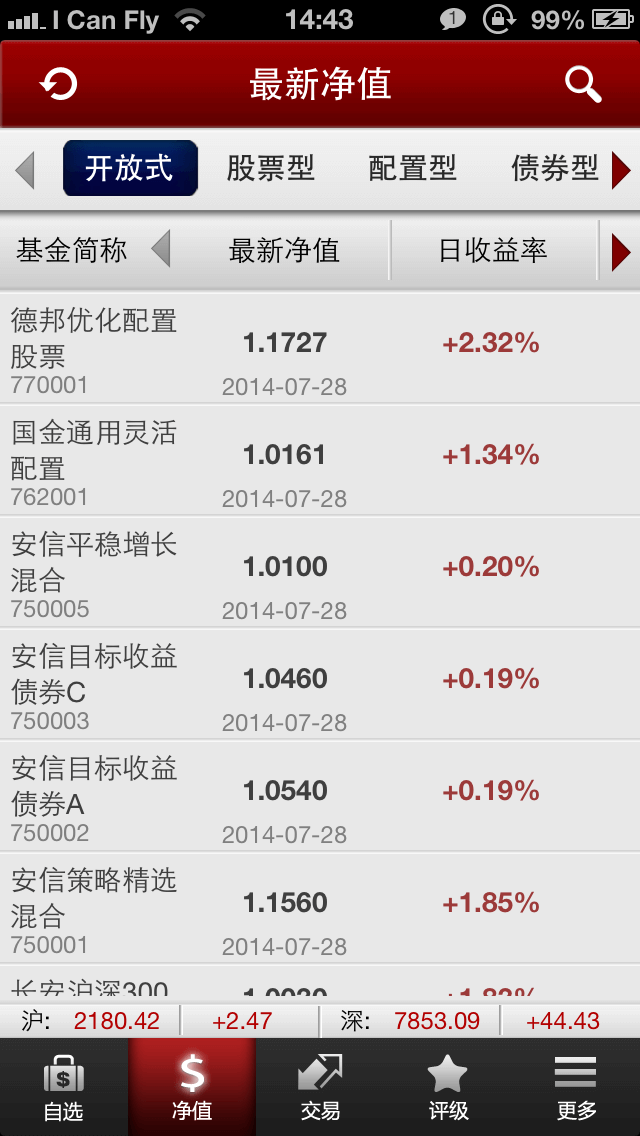 I Can Fly 14:43 1 99%
最新净值
开放式 股票型 配置型 债券型
基金简称 最新净值 日收益率
德邦优化配置
股票
770001
1.1727
2014-07-28
+2.32%
国金通用灵活
配置
762001
1.0161
2014-07-28
+1.34%
安信平稳增长
混合
750005
1.0100
2014-07-28
+0.20%
安信目标收益
债券C
750003
1.0460
2014-07-28
+0.19%
安信目标收益
债券A
750002
1.0540
2014-07-28
+0.19%
安信策略精选
混合
750001
1.1560
2014-07-28
+1.85%
长安沪深300
沪: 2180.42 +2.47 深: 7853.09 +44.43
$ $
自选 净值 交易 评级 更多